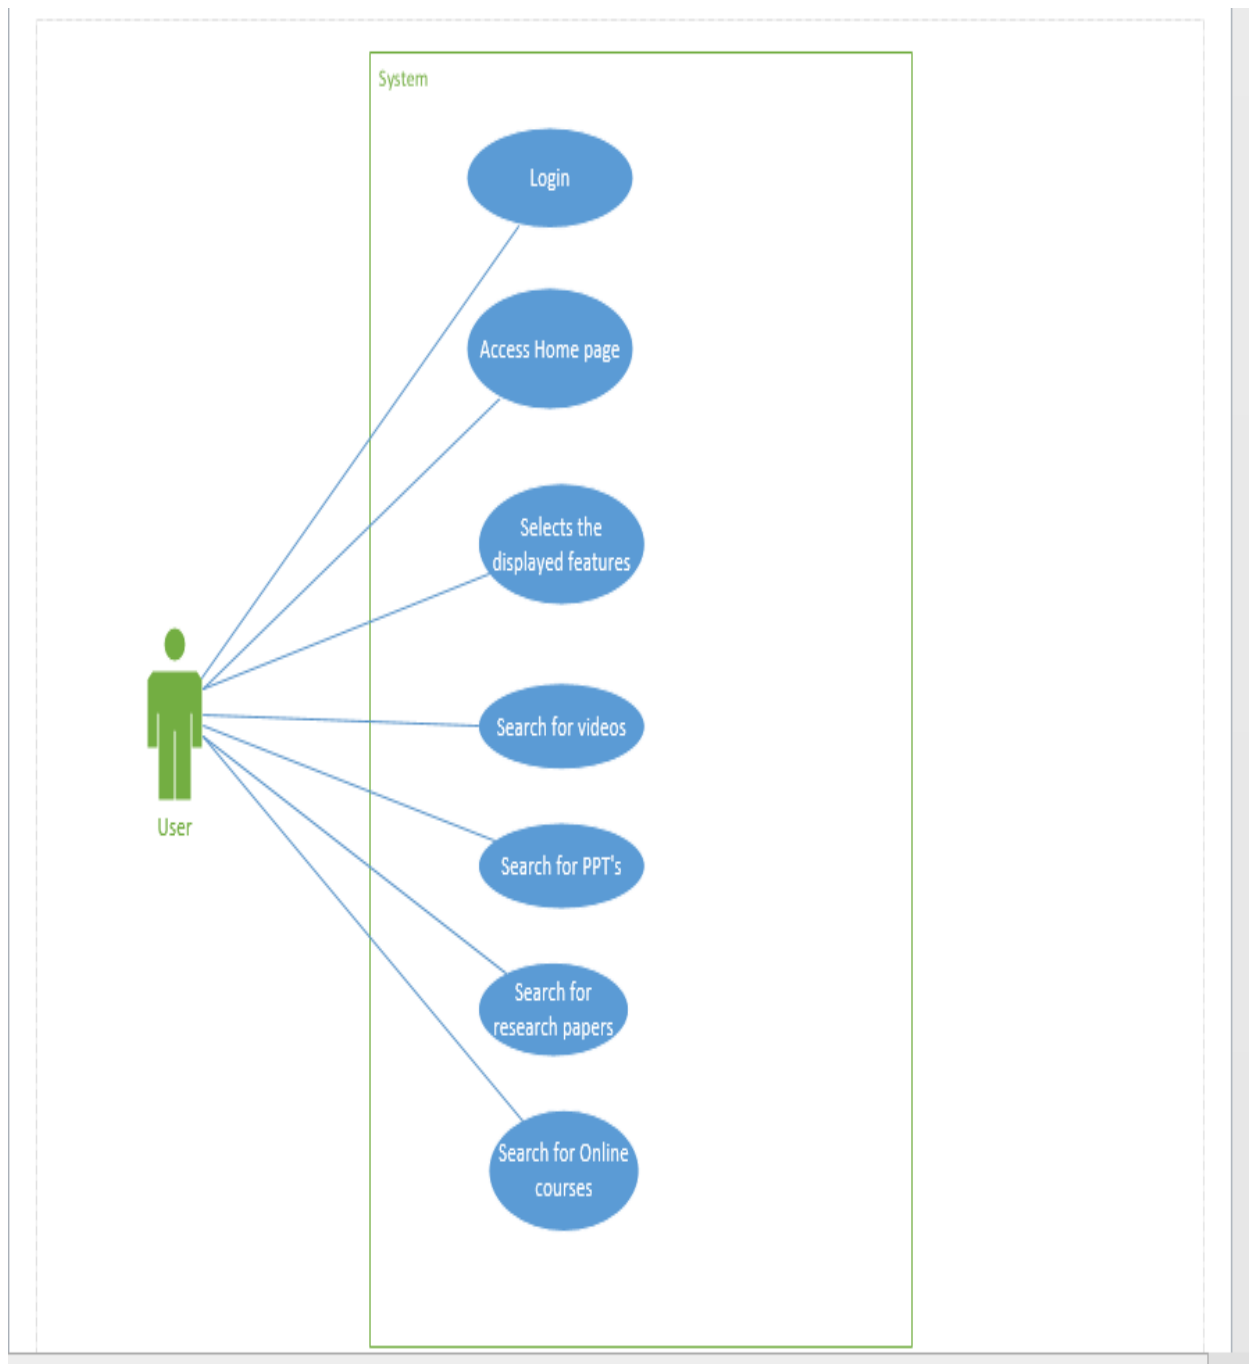 System
Login
Access Home page
Selects the
displayed features
Search for videos
Search for PPT's
User
Search for
research papers
Search for Online
courses